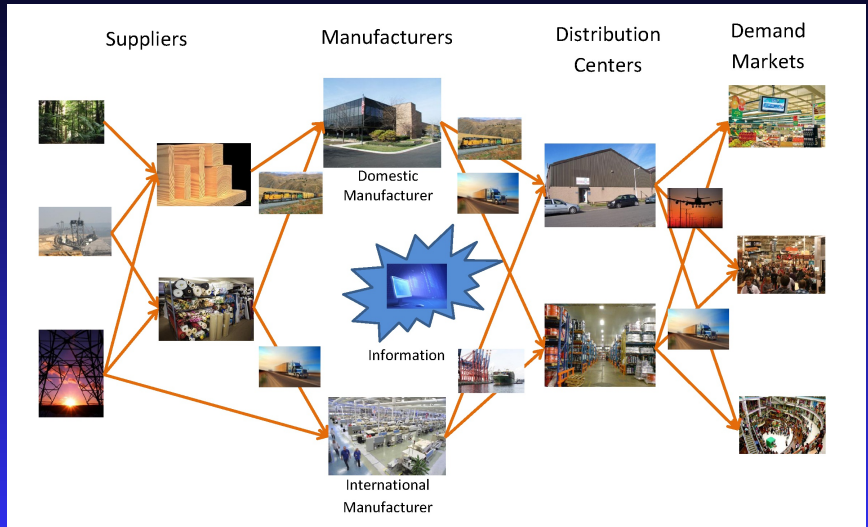 Suppliers
Manufacturers
Distribution
Centers
Demand
Markets
Domestic
Manufacturer
Information
International
Manufacturer